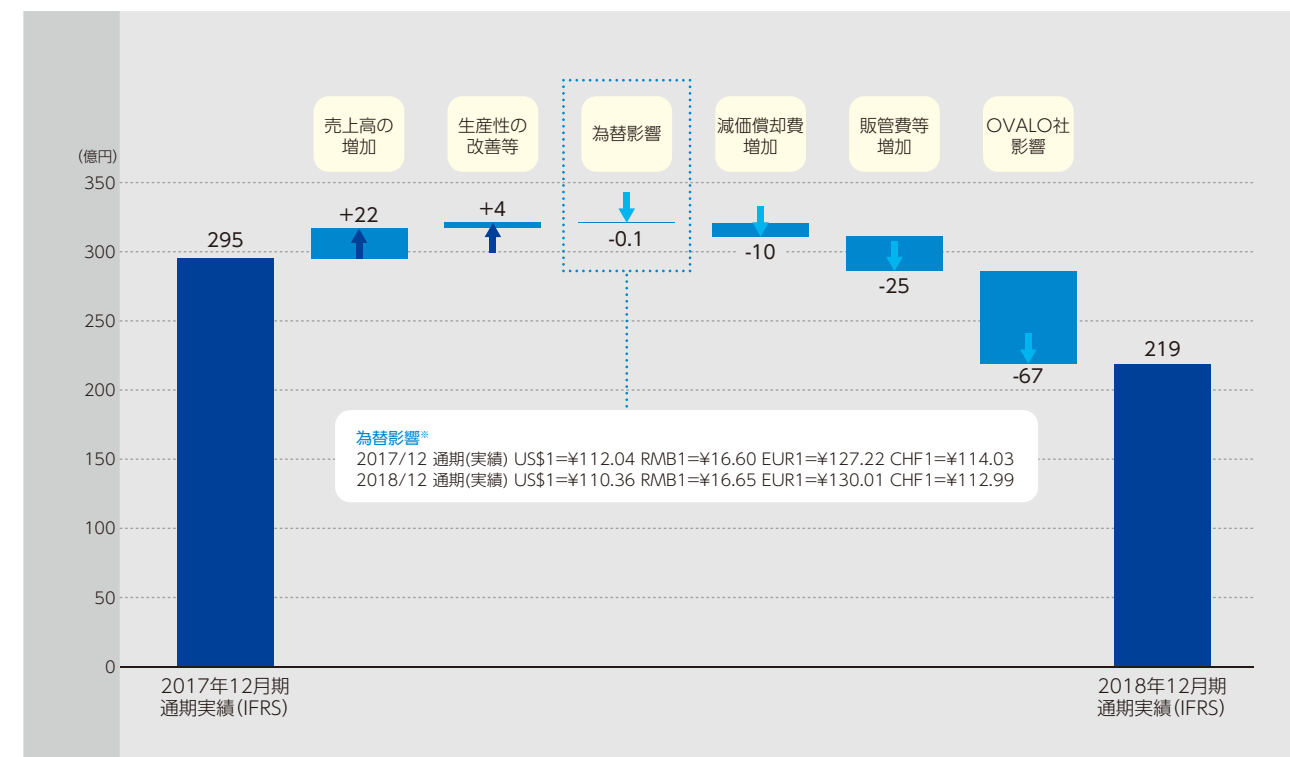 売上高の
増加
生産性の
改善等
為替影響
減価償却費
増加
販管費等
増加
OVALO社
影響
(億円)
350
300
250
200
150
100
50
0
295
+22
+4
-0.1
-10
-25
-67
219
為替影響※
2017/12 通期(実績) US$1=¥112.04 RMB1=¥16.60 EUR1=¥127.22 CHF1=¥114.03
2018/12 通期(実績) US$1=¥110.36 RMB1=¥16.65 EUR1=¥130.01 CHF1=¥112.99
2017年12月期
通期実績(IFRS)
2018年12月期
通期実績(IFRS)